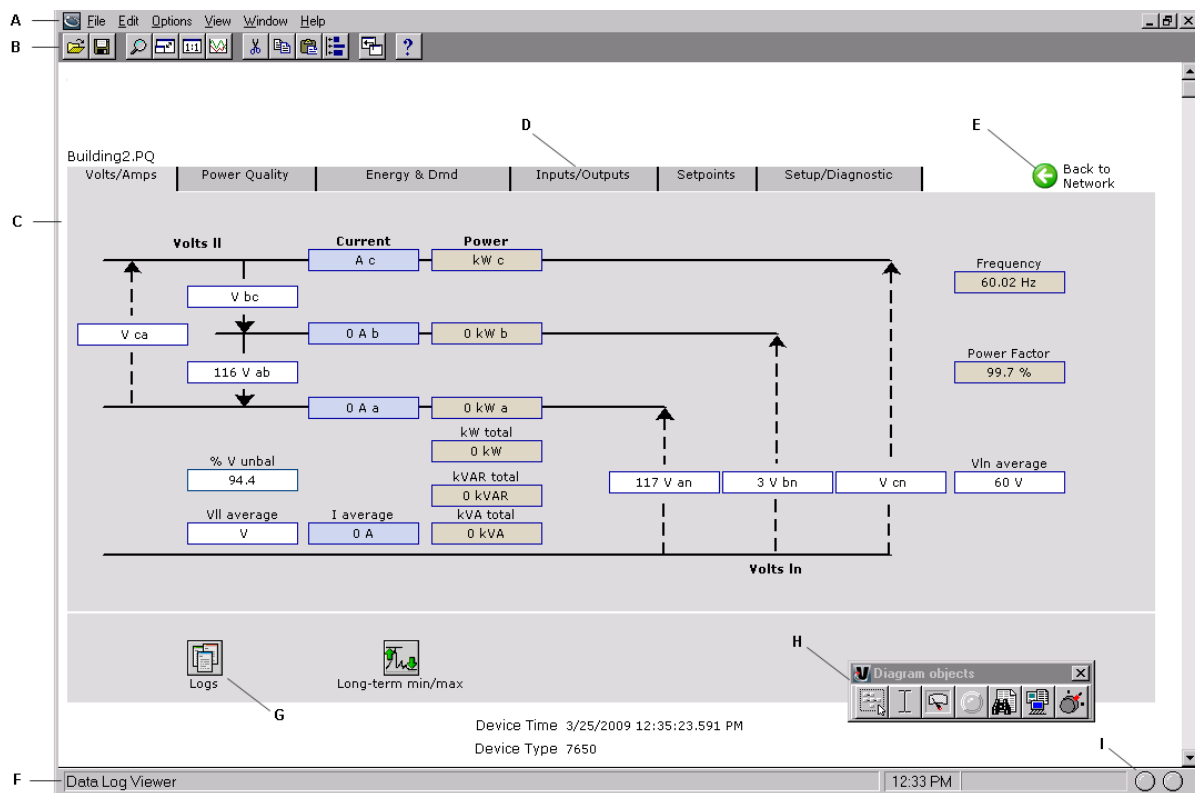 A
File Edit Options View Window Help
B
1:1
?
D
E
Building2.PQ
Volts/Amps Power Quality Energy & Dmd Inputs/Outputs Setpoints Setup/Diagnostic
Back to
Network
C
Volts ll Current Power
A c kW c
Frequency
60.02 Hz
V bc
V ca
0 A b 0 kW b
Power Factor
99.7 %
116 V ab
0 A a 0 kW a
kW total
0 kW
% V unbal
94.4
kVAR total
0 kVAR
117 V an 3 V bn V cn
Vln average
60 V
Vll average I average kVA total
V 0 A 0 kVA
Volts ln
H
Diagram objects
Logs
Long-term min/max
G
Device Time 3/25/2009 12:35:23.591 PM
Device Type 7650
I
F
Data Log Viewer 12:33 PM